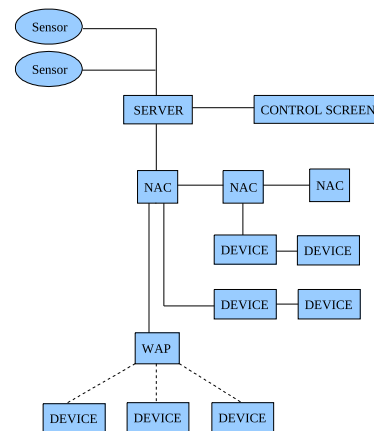 Sensor
Sensor
SERVER
CONTROL SCREEN
NAC
NAC
NAC
DEVICE
DEVICE
DEVICE
DEVICE
WAP
DEVICE
DEVICE
DEVICE